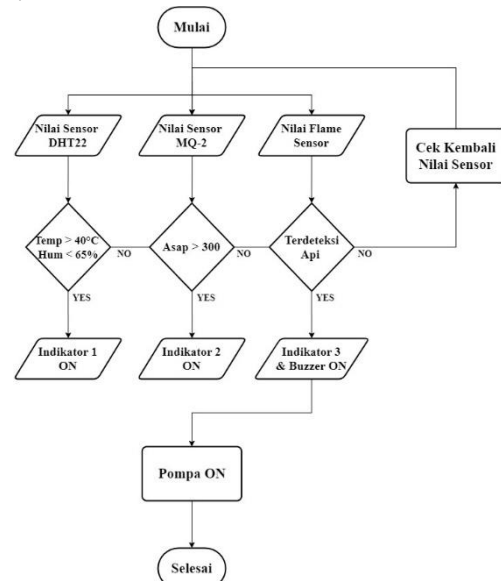 Mulai
Nilai Sensor
DHT22
Nilai Sensor
MQ-2
Nilai Flame
Sensor
Cek Kembali
Nilai Sensor
Temp > 40°C
Hum < 65%
NO
Asap > 300
NO
Terdeteksi
Api
NO
YES
YES
YES
Indikator 1
ON
Indikator 2
ON
Indikator 3
& Buzzer ON
Pompa ON
Selesai